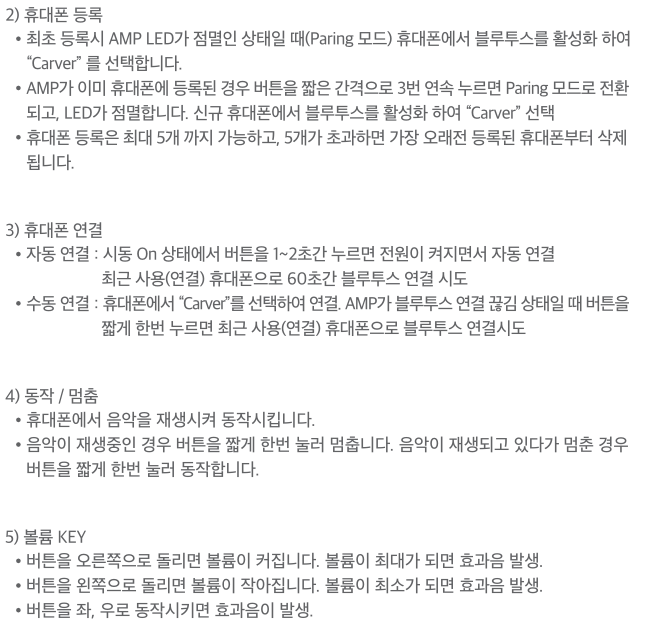 2) 휴대폰 등록
• 최초 등록시 AMP LED가 점멸인 상태일 때(Paring 모드) 휴대폰에서 블루투스를 활성화 하여
“Carver” 를 선택합니다.
• AMP가 이미 휴대폰에 등록된 경우 버튼을 짧은 간격으로 3번 연속 누르면 Paring 모드로 전환
되고, LED가 점멸합니다. 신규 휴대폰에서 블루투스를 활성화 하여 “Carver” 선택
• 휴대폰 등록은 최대 5개 까지 가능하고, 5개가 초과하면 가장 오래전 등록된 휴대폰부터 삭제
됩니다.
3) 휴대폰 연결
• 자동 연결 : 시동 On 상태에서 버튼을 1~2초간 누르면 전원이 켜지면서 자동 연결
최근 사용(연결) 휴대폰으로 60초간 블루투스 연결 시도
• 수동 연결 : 휴대폰에서 “Carver”를 선택하여 연결. AMP가 블루투스 연결 끊김 상태일 때 버튼을
짧게 한번 누르면 최근 사용(연결) 휴대폰으로 블루투스 연결시도
4) 동작 / 멈춤
• 휴대폰에서 음악을 재생시켜 동작시킵니다.
• 음악이 재생중인 경우 버튼을 짧게 한번 눌러 멈춥니다. 음악이 재생되고 있다가 멈춘 경우
버튼을 짧게 한번 눌러 동작합니다.
5) 볼륨 KEY
• 버튼을 오른쪽으로 돌리면 볼륨이 커집니다. 볼륨이 최대가 되면 효과음 발생.
• 버튼을 왼쪽으로 돌리면 볼륨이 작아집니다. 볼륨이 최소가 되면 효과음 발생.
• 버튼을 좌, 우로 동작시키면 효과음이 발생.